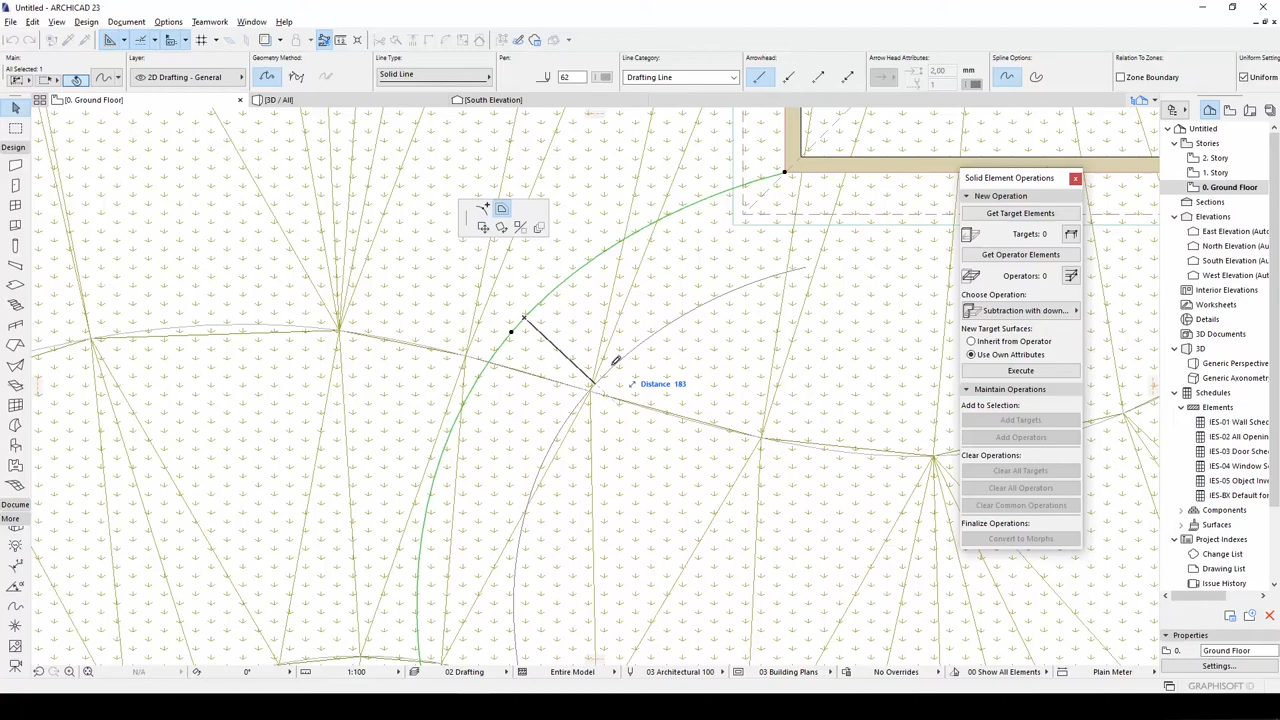 Untitled - ARCHICAD 23
File Edit View Design Document Options Teamwork Window Help
Main:
All Selected: 1
Layer:
2D Drafting - General
Geometry Method:
Line Type:
Solid Line
Pen:
62
Line Category:
Drafting Line
Arrowhead:
Arrow Head Attributes:
2,00 mm
1
Spline Options:
Relation To Zones:
Zone Boundary
Uniform Setting
Uniform
[0. Ground Floor]
[3D / All]
[South Elevation]
Design
Docume
More
Distance 183
Solid Element Operations
New Operation
Get Target Elements
Targets: 0
Get Operator Elements
Operators: 0
Choose Operation:
Subtraction with down...
New Target Surfaces:
Inherit from Operator
Use Own Attributes
Execute
Maintain Operations
Add to Selection:
Add Targets
Add Operators
Clear Operations:
Clear All Targets
Clear All Operators
Clear Common Operations
Finalize Operations:
Convert to Morphs
Untitled
Stories
2. Story
1. Story
0. Ground Floor
Sections
Elevations
East Elevation (Aut
North Elevation (A
South Elevation (Au
West Elevation (Aut
Interior Elevations
Worksheets
Details
3D Documents
3D
Generic Perspectiv
Generic Axonomet
Schedules
Elements
IES-01 Wall Sched
IES-02 All Openin
IES-03 Door Sche
IES-04 Window S
IES-05 Object Inv
IES-BX Default for
Components
Surfaces
Project Indexes
Change List
Drawing List
Issue History
Properties
0. Ground Floor
Settings...
N/A
0°
1:100
02 Drafting
Entire Model
03 Architectural 100
03 Building Plans
No Overrides
00 Show All Elements
Plain Meter
GRAPHISOFT ID